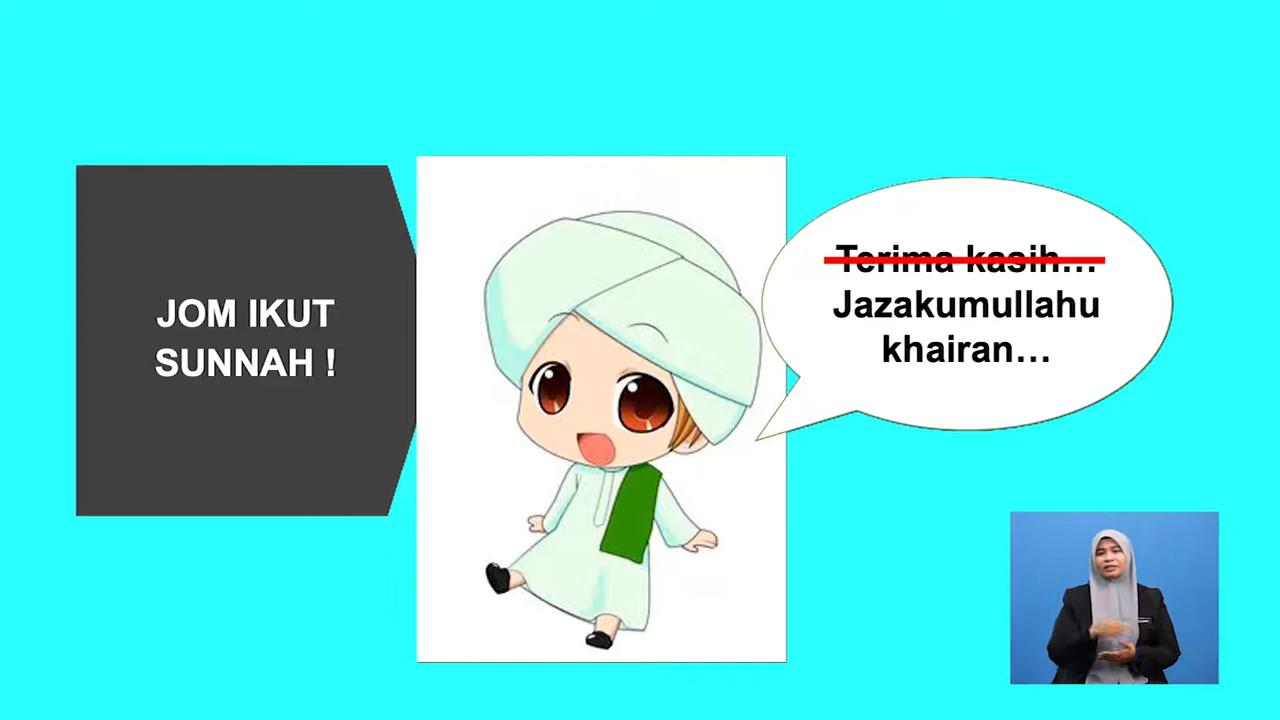 JOM IKUT
SUNNAH !
Terima kasih...
Jazakumullahu
khairan...